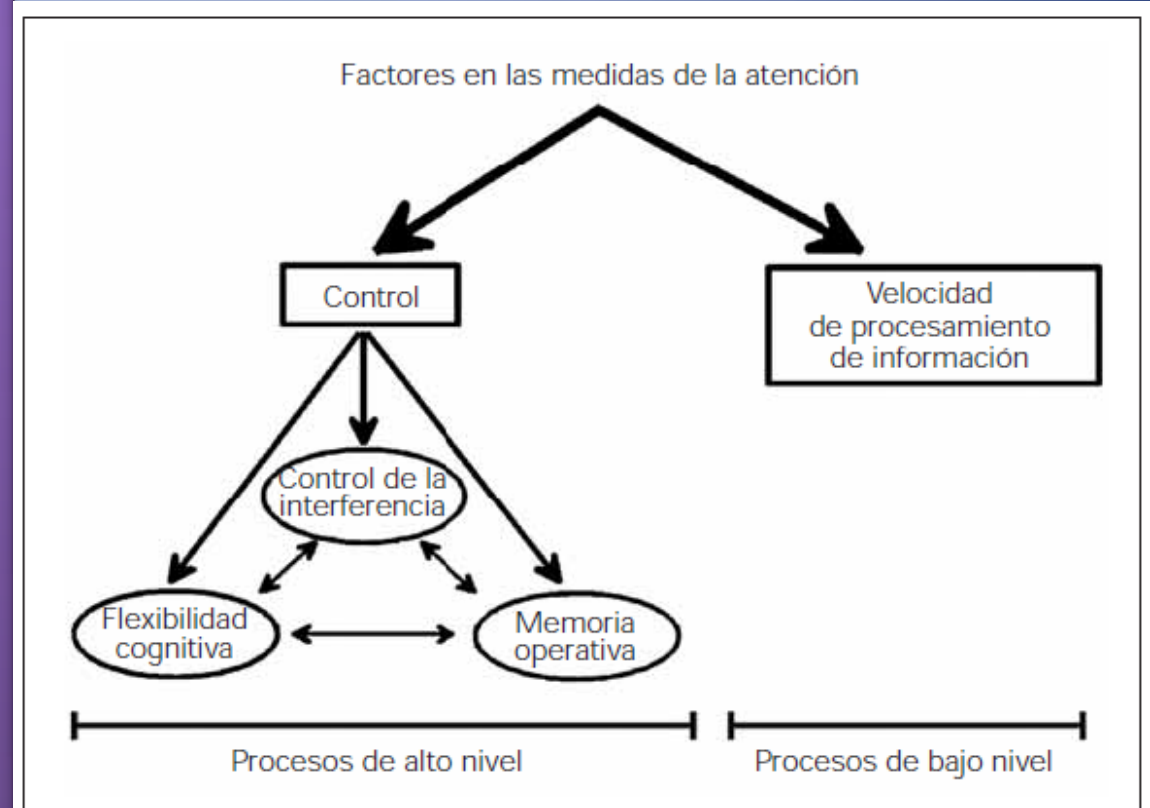 Factores en las medidas de la atención
Control
Velocidad
de procesamiento
de información
Control de la
interferencia
Flexibilidad
cognitiva
Memoria
operativa
Procesos de alto nivel
Procesos de bajo nivel